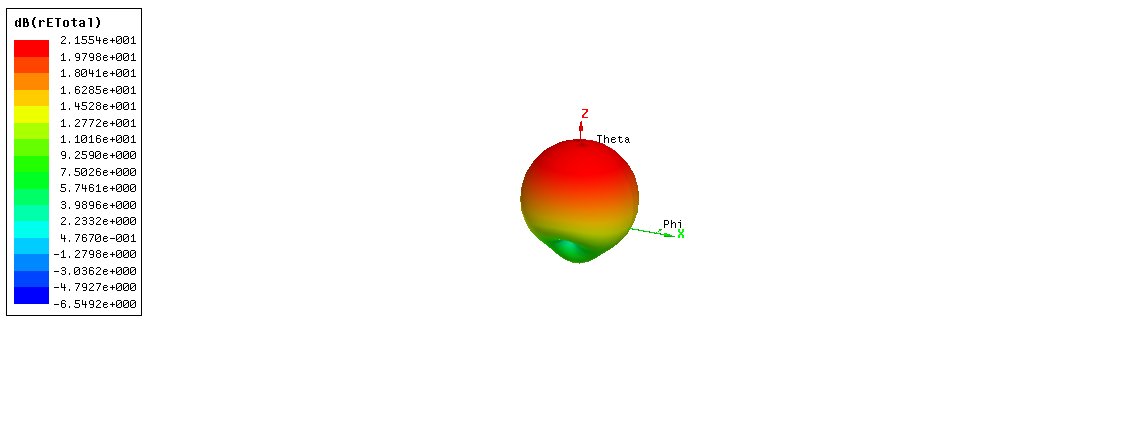 dB(rETotal)
2.1554e+001
1.9798e+001
1.8041e+001
1.6285e+001
1.4528e+001
1.2772e+001
1.1016e+001
9.2590e+000
7.5026e+000
5.7461e+000
3.9896e+000
2.2332e+000
4.7670e-001
-1.2798e+000
-3.0362e+000
-4.7927e+000
-6.5492e+000
Z
Theta
Phi
X